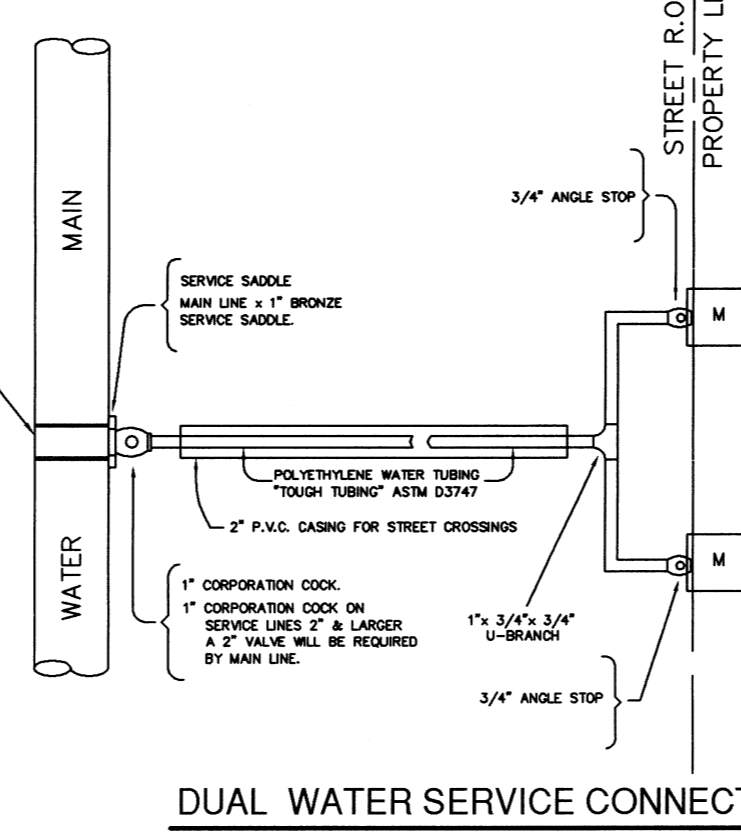 STREET R.O
PROPERTY LI
3/4" ANGLE STOP
MAIN
SERVICE SADDLE
MAIN LINE x 1" BRONZE
SERVICE SADDLE.
M
POLYETHYLENE WATER TUBING
"TOUGH TUBING" ASTM D3747
2" P.V.C. CASING FOR STREET CROSSINGS
WATER
1" CORPORATION COCK.
1" CORPORATION COCK ON
SERVICE LINES 2" & LARGER
A 2" VALVE WILL BE REQUIRED
BY MAIN LINE.
1"x 3/4"x 3/4"
U-BRANCH
M
3/4" ANGLE STOP
DUAL WATER SERVICE CONNECT